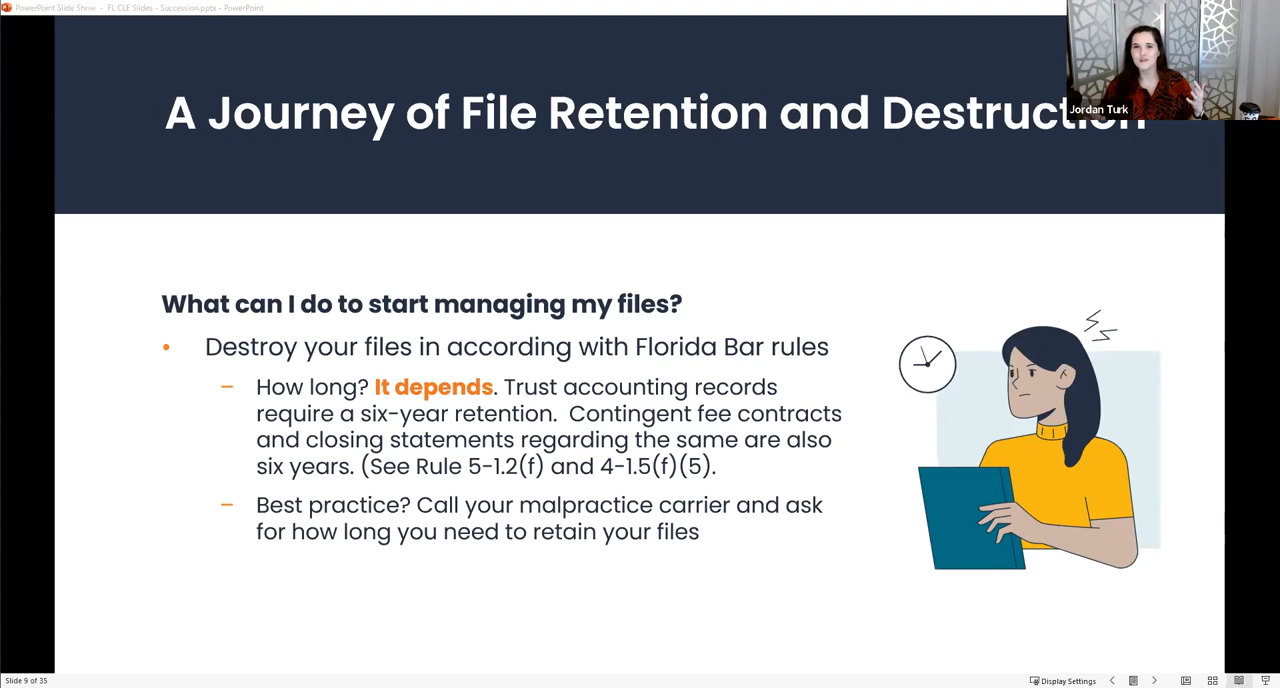 PowerPoint Slide Show - FL CLE Slides - Succession.pptx - PowerPoint
Jordan Turk
A Journey of File Retention and Destruction
What can I do to start managing my files?
• Destroy your files in according with Florida Bar rules
– How long? It depends. Trust accounting records
require a six-year retention. Contingent fee contracts
and closing statements regarding the same are also
six years. (See Rule 5-1.2(f) and 4-1.5(f)(5).
– Best practice? Call your malpractice carrier and ask
for how long you need to retain your files
Slide 9 of 35
Display Settings